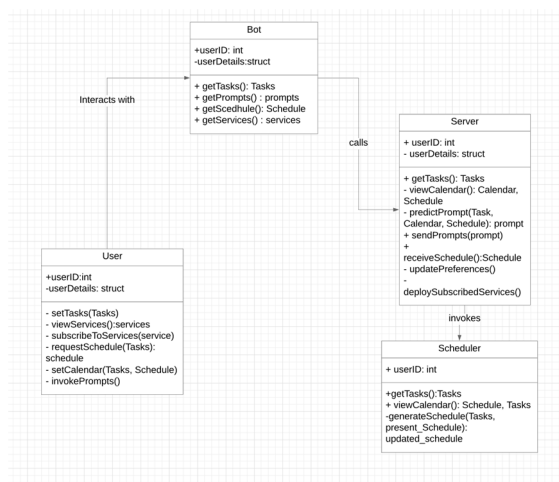 Bot
+userID: int
-userDetails:struct
+ getTasks(): Tasks
+ getPrompts() : prompts
+ getScedhule(): Schedule
+ getServices() : services
Interacts with
calls
Server
+ userID: int
- userDetails: struct
+ getTasks(): Tasks
- viewCalendar(): Calendar,
Schedule
- predictPrompt(Task,
Calendar, Schedule): prompt
+ sendPrompts(prompt)
+
receiveSchedule():Schedule
- updatePreferences()
-
deploySubscribedServices()
User
+userID:int
-userDetails: struct
- setTasks(Tasks)
- viewServices():services
- subscribeToServices(service)
- requestSchedule(Tasks):
schedule
- setCalendar(Tasks, Schedule)
- invokePrompts()
invokes
Scheduler
+ userID: int
+getTasks():Tasks
+ viewCalendar(): Schedule, Tasks
-generateSchedule(Tasks,
present_Schedule):
updated_schedule